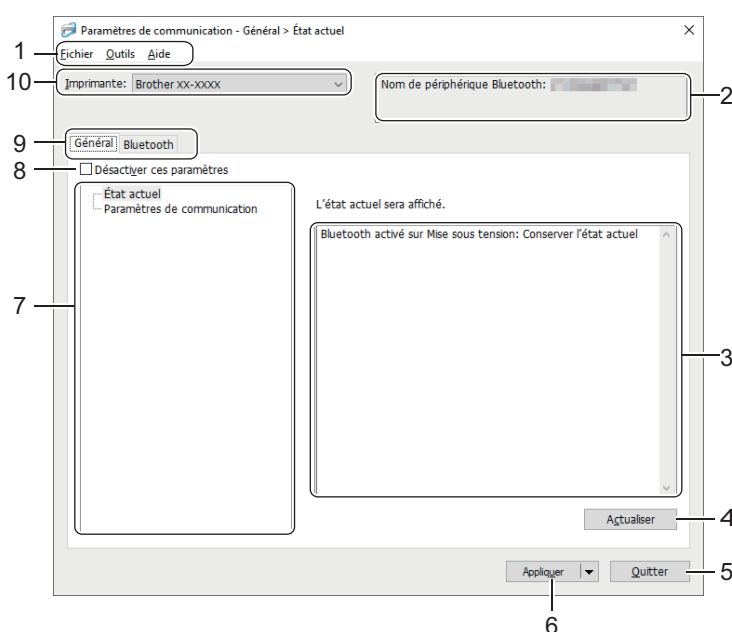 Paramètres de communication - Général > État actuel
1
Fichier Outils Aide
10
Imprimante: Brother XX-XXXX
Nom de périphérique Bluetooth:
2
9
Général Bluetooth
8
Désactiver ces paramètres
État actuel
Paramètres de communication
L'état actuel sera affiché.
Bluetooth activé sur Mise sous tension: Conserver l'état actuel
7
3
Actualiser
4
Appliquer
Quitter
5
6